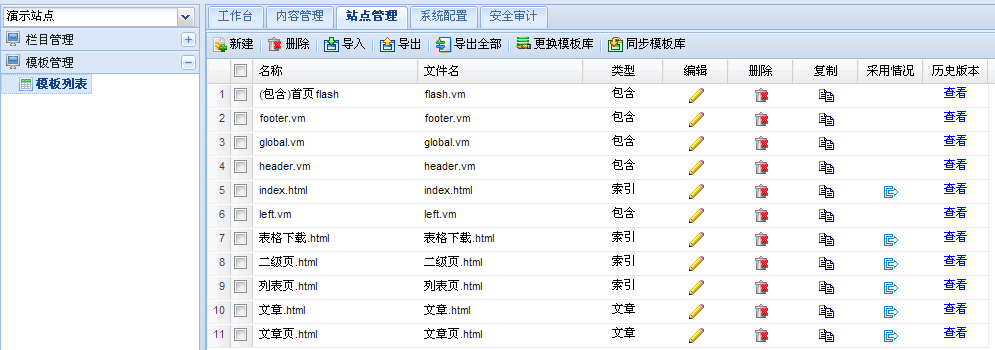 演示站点
栏目管理
模板管理
模板列表
工作台 内容管理 站点管理 系统配置 安全审计
新建 删除 导入 导出 导出全部 更换模板库 同步模板库
名称 文件名 类型 编辑 删除 复制 采用情况 历史版本
1 (包含)首页flash flash.vm 包含 查看
2 footer.vm footer.vm 包含 查看
3 global.vm global.vm 包含 查看
4 header.vm header.vm 包含 查看
5 index.html index.html 索引 查看
6 left.vm left.vm 包含 查看
7 表格下载.html 表格下载.html 索引 查看
8 二级页.html 二级页.html 索引 查看
9 列表页.html 列表页.html 索引 查看
10 文章.html 文章.html 文章 查看
11 文章页.html 文章页.html 文章 查看